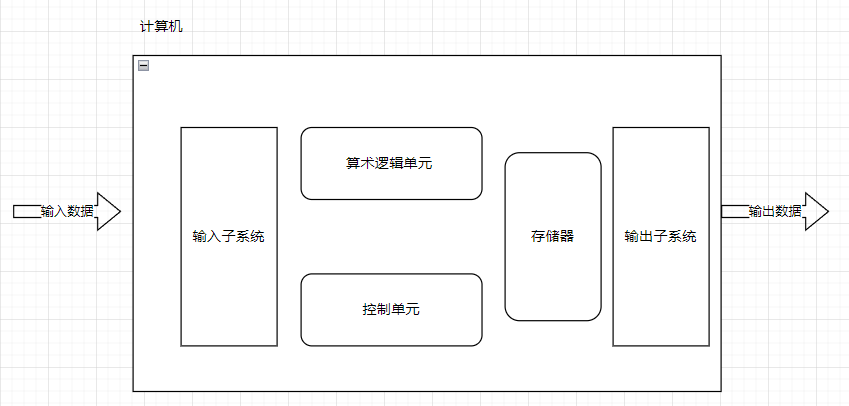 计算机
算术逻辑单元
输入数据
输入子系统
存储器
输出子系统
输出数据
控制单元